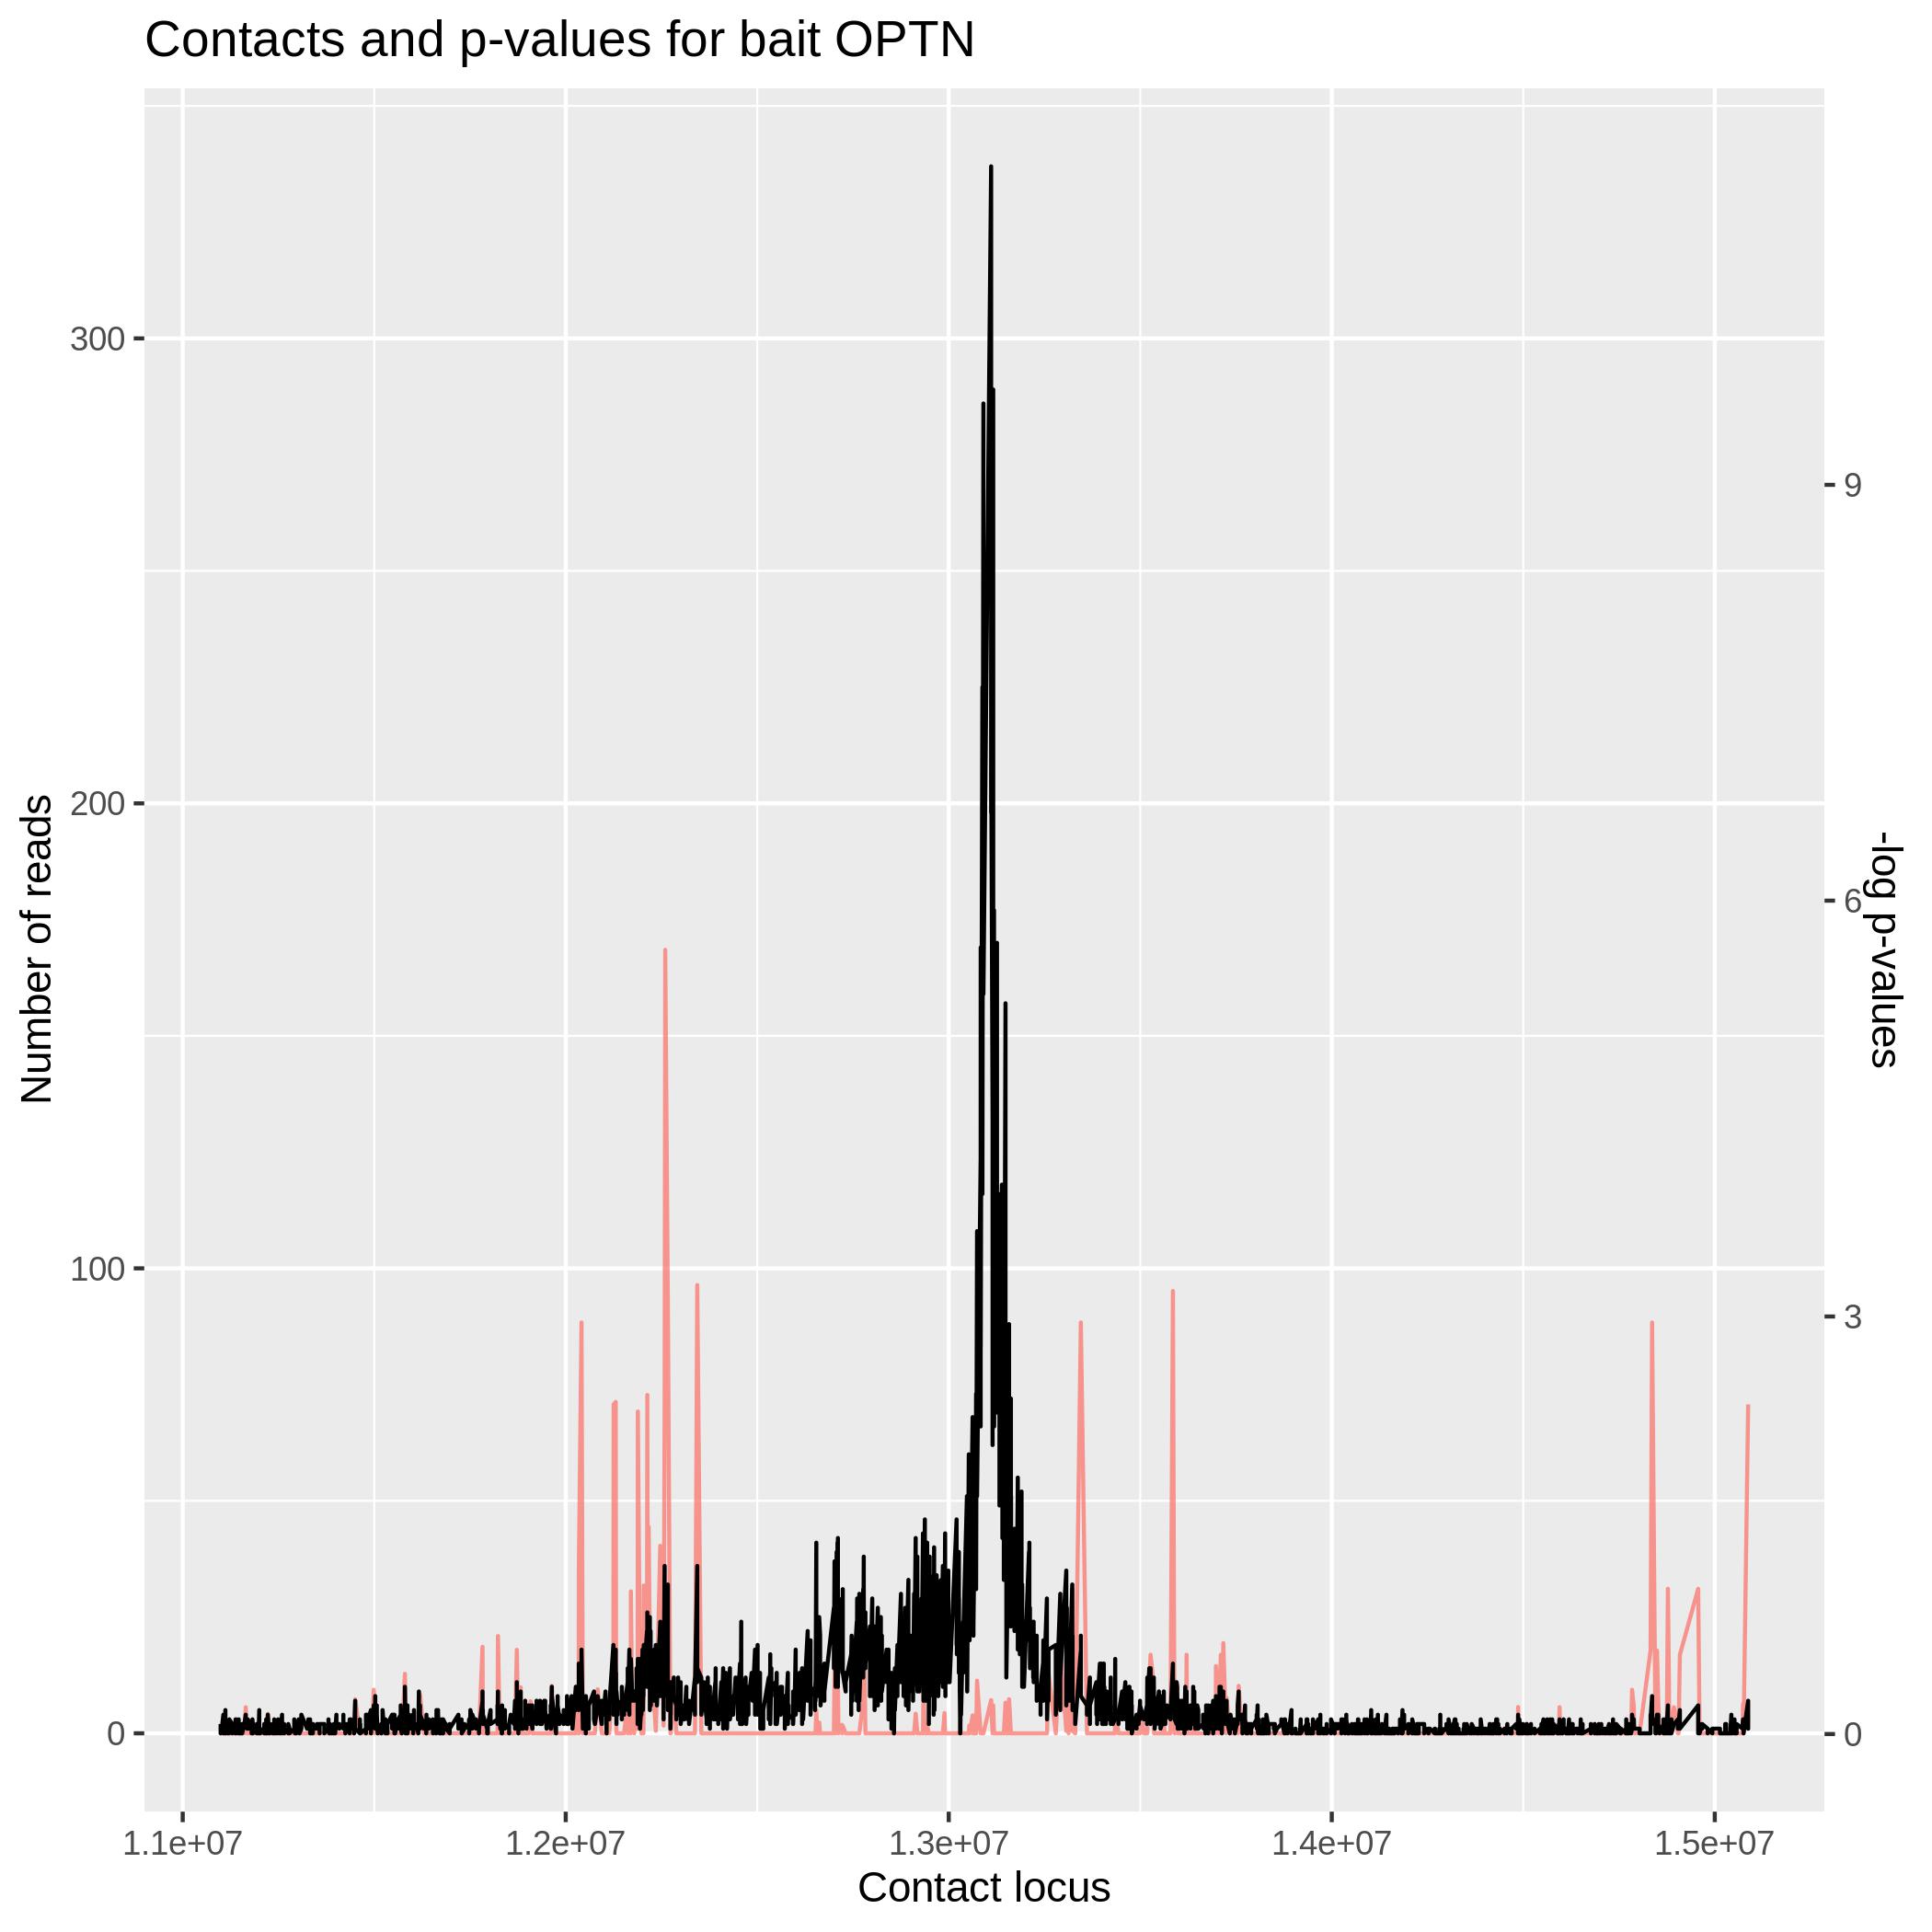 Contacts and p-values for bait OPTN
300
200
100
0
9
6
3
0
Number of reads
-log p-values
1.1e+07
1.2e+07
1.3e+07
1.4e+07
1.5e+07
Contact locus